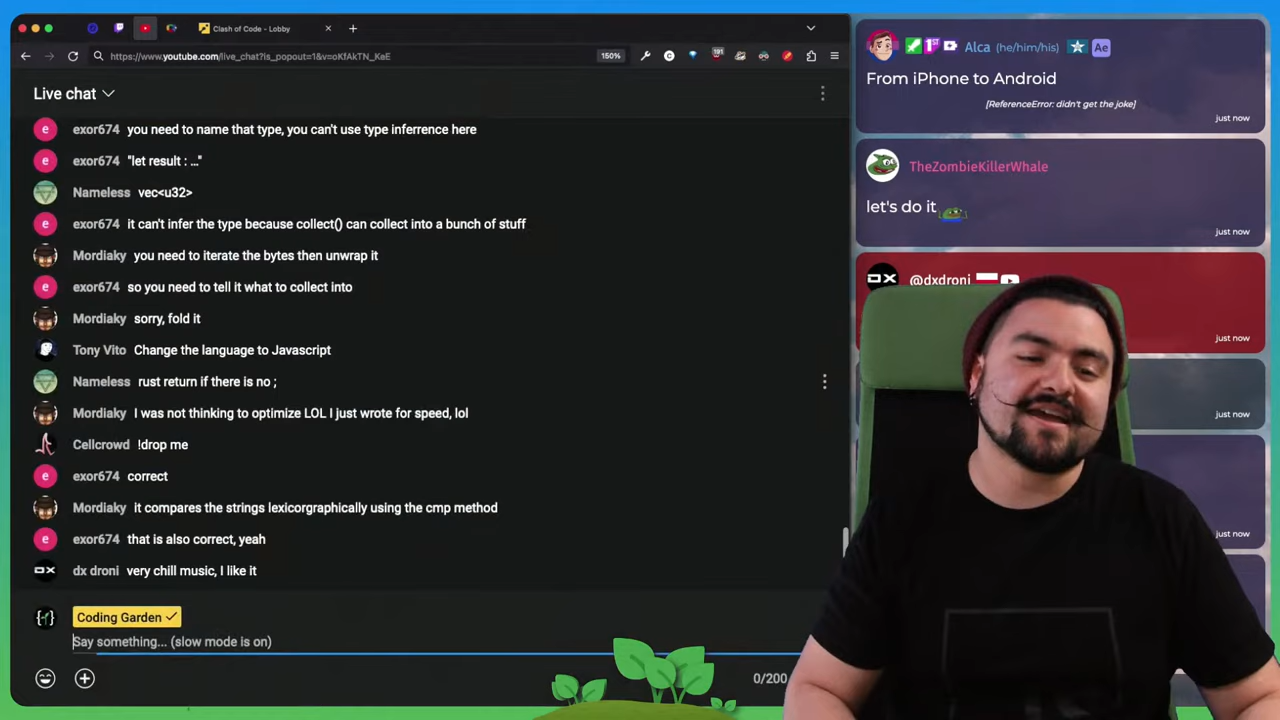 Clash of Code - Lobby
https://www.youtube.com/live_chat?is_popout=1&v=oKfAkTN_KaE
150%
191
Live chat
exor674 you need to name that type, you can't use type inferrence here
exor674 "let result : ..."
Nameless vec<u32>
exor674 it can't infer the type because collect() can collect into a bunch of stuff
Mordiaky you need to iterate the bytes then unwrap it
exor674 so you need to tell it what to collect into
Mordiaky sorry, fold it
Tony Vito Change the language to Javascript
Nameless rust return if there is no ;
Mordiaky I was not thinking to optimize LOL I just wrote for speed, lol
Cellcrowd !drop me
exor674 correct
Mordiaky it compares the strings lexicorgraphically using the cmp method
exor674 that is also correct, yeah
dx droni very chill music, I like it
Coding Garden
Say something... (slow mode is on)
0/200
Alca (he/him/his) Ae
From iPhone to Android
[ReferenceError: didn't get the joke]
just now
TheZombieKillerWhale
let's do it
just now
DX @dxdroni
just now
just now
just now